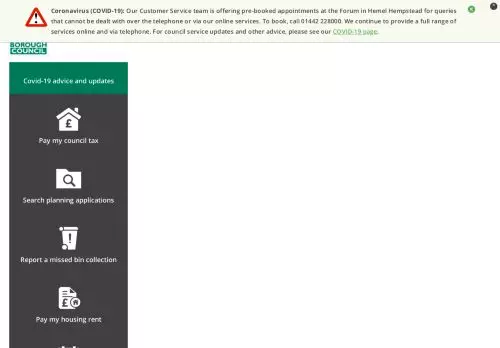 Coronavirus (COVID-19): Our Customer Service team is offering pre-booked appointments at the Forum in Hemel Hempstead for queries
that cannot be dealt with over the telephone or via our online services. To book, call 01442 228000. We continue to provide a full range of
services online and via telephone. For council service updates and other advice, please see our COVID-19 page.
BOROUGH
COUNCIL
Covid-19 advice and updates
£
Pay my council tax
Search planning applications
Report a missed bin collection
£
Pay my housing rent